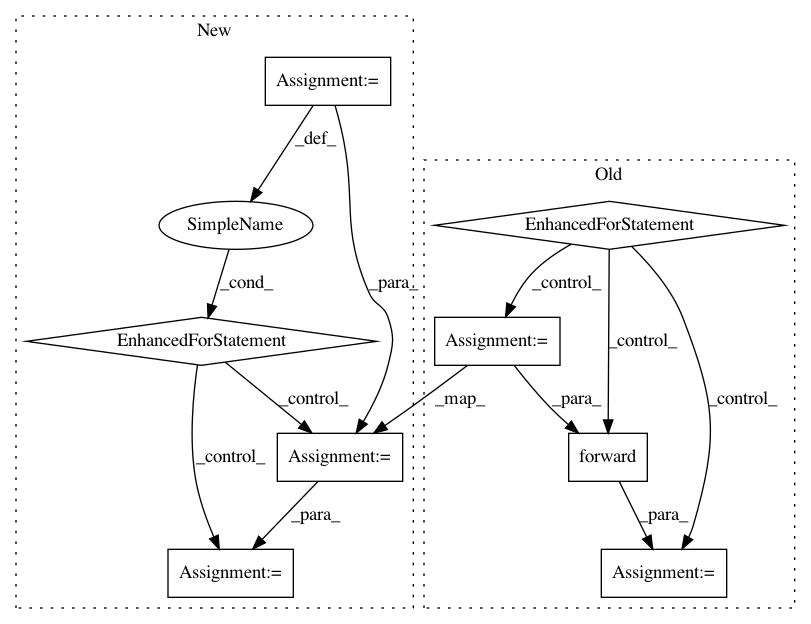 New
Assignment:=
_def_
Old
SimpleName
EnhancedForStatement
_cond_
_para_
_control_
EnhancedForStatement
Assignment:=
_control_
_control_
_map_
_para_
_control_
_control_
Assignment:=
forward
_para_
_para_
Assignment:=
Assignment:=